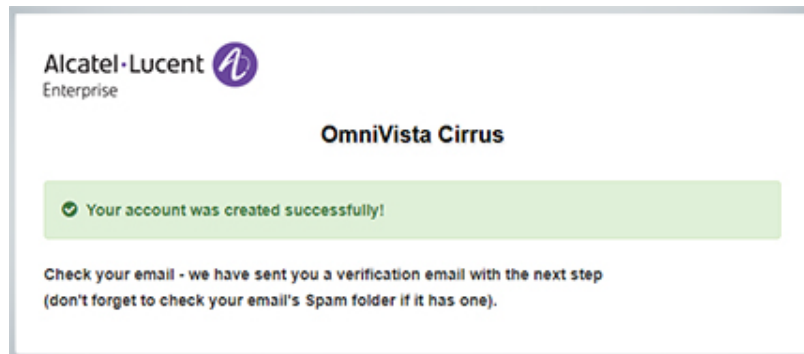 Alcatel·Lucent
Enterprise
OmniVista Cirrus
Your account was created successfully!
Check your email - we have sent you a verification email with the next step
(don't forget to check your email's Spam folder if it has one).